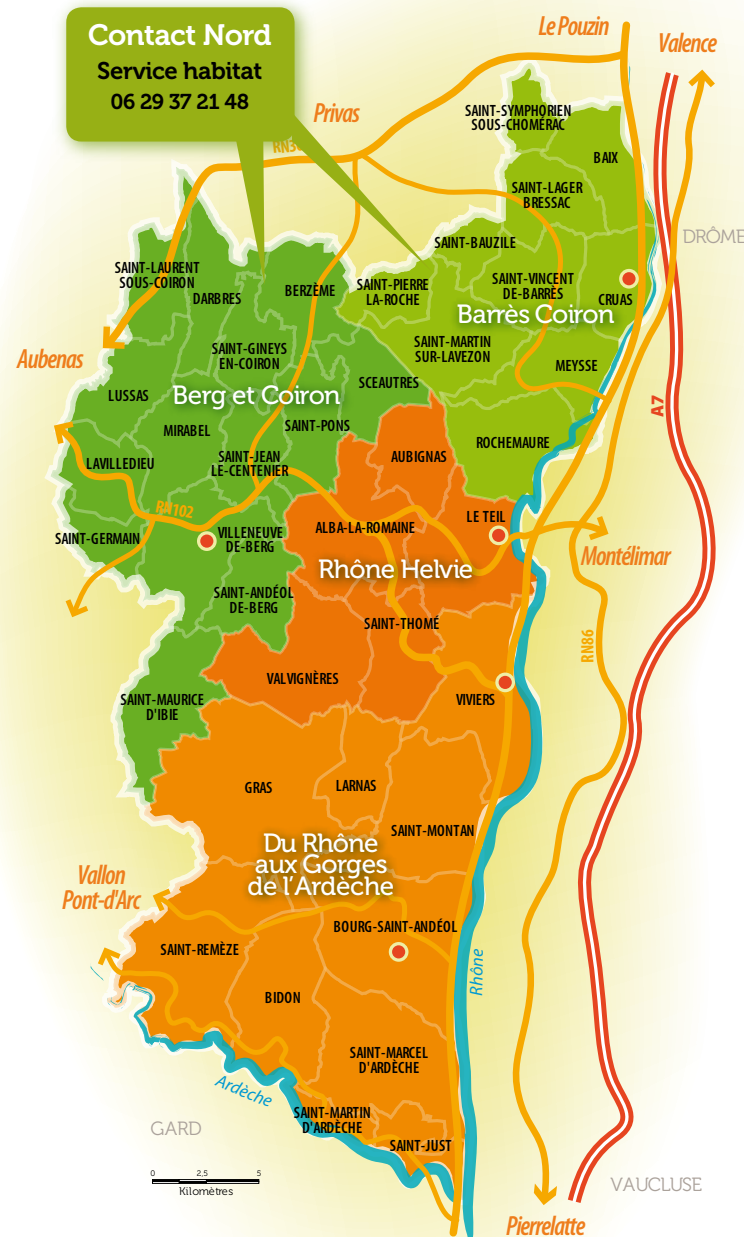 Contact Nord
Service habitat
06 29 37 21 48
Le Pouzin
Valence
Privas
SAINT-SYMPHORIEN
SOUS-CHOMÉRAC
BAIX
SAINT-LAGER
BRESSAC
DRÔME
SAINT-BAUZILE
SAINT-LAURENT
SOUS-COIRON
DARBRES
BERZÈME
SAINT-PIERRE
LA-ROCHE
SAINT-VINCENT
DE-BARRÈS
CRUAS
Barrès Coiron
Aubenas
SAINT-GINEYS
EN-COIRON
SAINT-MARTIN
SUR-LAVEZON
MEYSSE
SCEAUTRES
LUSSAS
Berg et Coiron
A7
MIRABEL
SAINT-PONS
ROCHEMAURE
LAVILLEDIEU
SAINT-JEAN
LE-CENTENIER
AUBIGNAS
RN102
LE TEIL
ALBA-LA-ROMAINE
SAINT-GERMAIN
VILLENEUVE
DE-BERG
Montélimar
Rhône Helvie
SAINT-ANDÉOL
DE-BERG
SAINT-THOMÉ
RN86
VALVIGNÈRES
SAINT-MAURICE
D'IBIE
VIVIERS
GRAS
LARNAS
SAINT-MONTAN
Du Rhône
aux Gorges
de l'Ardèche
Vallon
Pont-d'Arc
BOURG-SAINT-ANDÉOL
SAINT-REMÈZE
Rhône
BIDON
SAINT-MARCEL
D'ARDÈCHE
Ardèche
SAINT-MARTIN
D'ARDÈCHE
GARD
SAINT-JUST
0 2,5 5
Kilomètres
VAUCLUSE
Pierrelatte